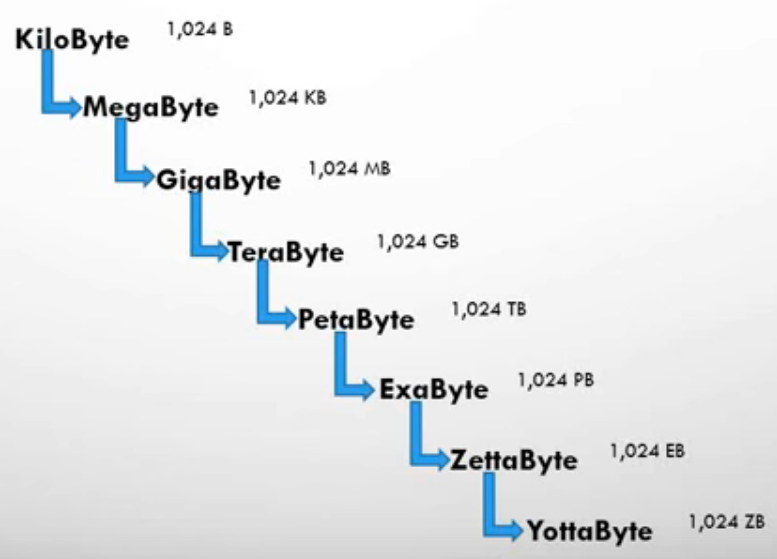 KiloByte 1,024 B
MegaByte 1,024 KB
GigaByte 1,024 MB
TeraByte 1,024 GB
PetaByte 1,024 TB
ExaByte 1,024 PB
ZettaByte 1,024 EB
YottaByte 1,024 ZB